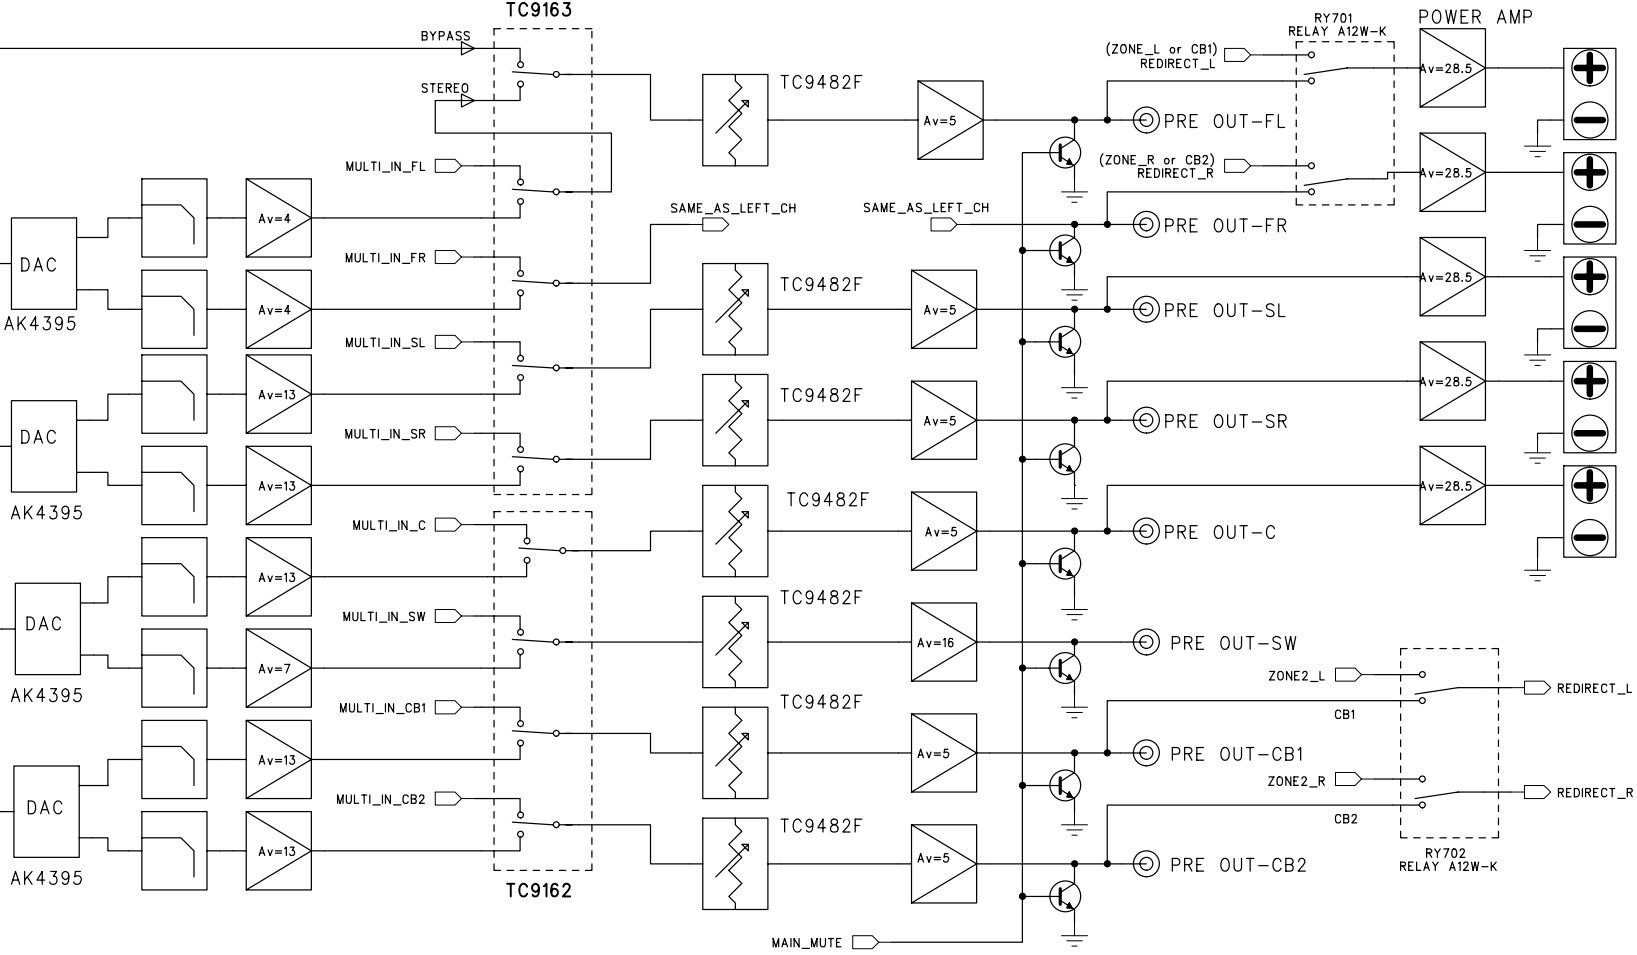 TC9163
BYPASS
STEREO
MULTI_IN_FL
MULTI_IN_FR
MULTI_IN_SL
MULTI_IN_SR
MULTI_IN_C
MULTI_IN_SW
MULTI_IN_CB1
MULTI_IN_CB2
TC9162
DAC
AK4395
DAC
AK4395
DAC
AK4395
DAC
AK4395
Av=4
Av=4
Av=13
Av=13
Av=13
Av=7
Av=13
Av=13
SAME_AS_LEFT_CH
SAME_AS_LEFT_CH
TC9482F
TC9482F
TC9482F
TC9482F
TC9482F
TC9482F
TC9482F
Av=5
Av=5
Av=5
Av=5
Av=16
Av=5
Av=5
MAIN_MUTE
(ZONE_L or CB1)
REDIRECT_L
PRE OUT-FL
(ZONE_R or CB2)
REDIRECT_R
PRE OUT-FR
PRE OUT-SL
PRE OUT-SR
PRE OUT-C
PRE OUT-SW
PRE OUT-CB1
PRE OUT-CB2
RY701
RELAY A12W-K
POWER AMP
Av=28.5
Av=28.5
Av=28.5
Av=28.5
Av=28.5
ZONE2_L
CB1
REDIRECT_L
ZONE2_R
CB2
REDIRECT_R
RY702
RELAY A12W-K